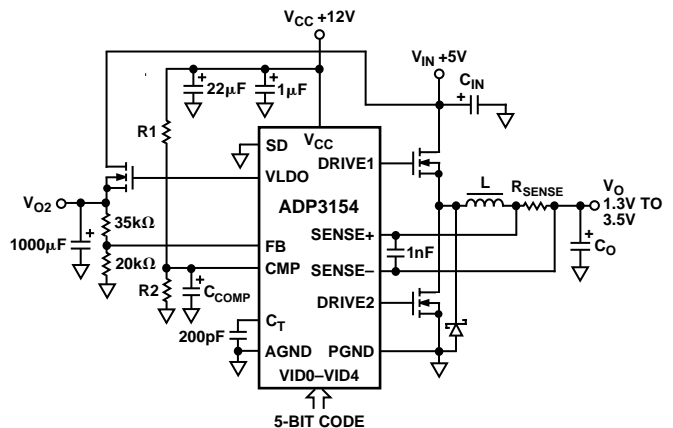 VCC +12V
VIN +5V
CIN
22μF
1μF
R1
SD
VCC
DRIVE1
VLDO
ADP3154
L
RSENSE
VO
1.3V TO
3.5V
VO2
35kΩ
SENSE+
1000μF
FB
1nF
CO
20kΩ
CMP
SENSE–
R2
CCOMP
DRIVE2
CT
200pF
AGND
PGND
VID0–VID4
5-BIT CODE